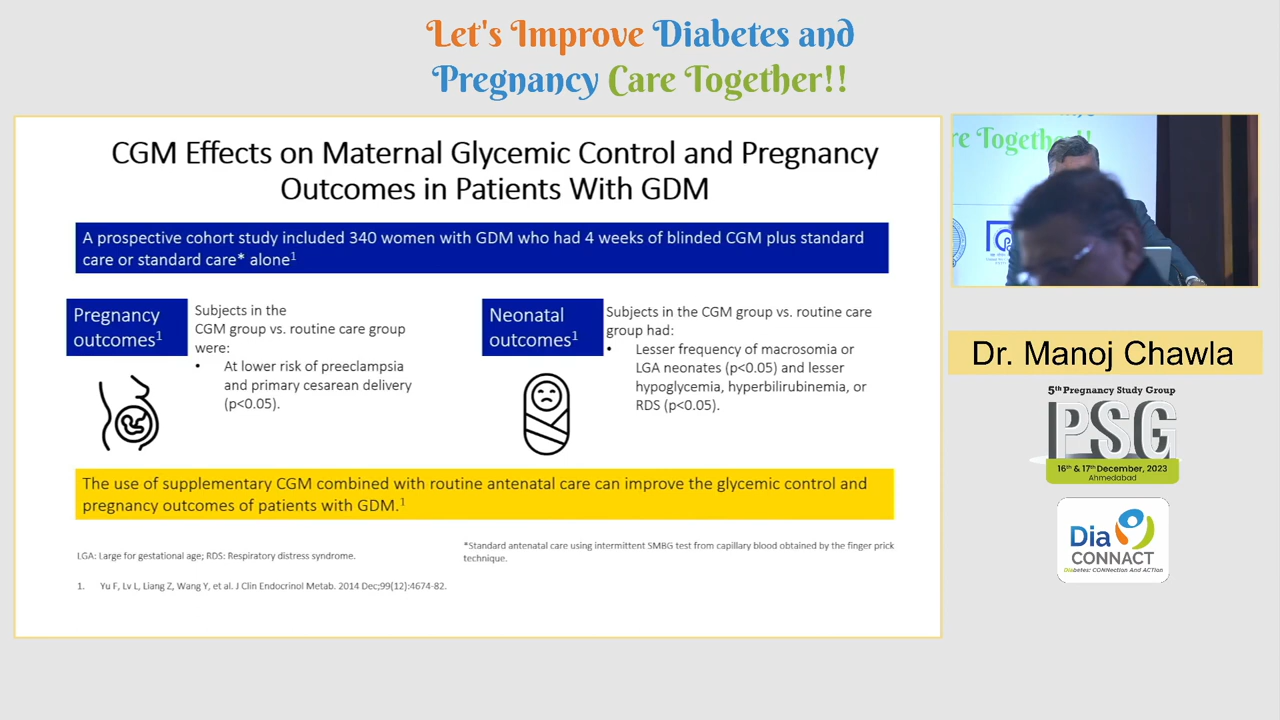 Let's Improve Diabetes and
Pregnancy Care Together!!
CGM Effects on Maternal Glycemic Control and Pregnancy
Outcomes in Patients With GDM
A prospective cohort study included 340 women with GDM who had 4 weeks of blinded CGM plus standard
care or standard care* alone1
Pregnancy
outcomes1
Subjects in the
CGM group vs. routine care group
were:
• At lower risk of preeclampsia
and primary cesarean delivery
(p<0.05).
Neonatal
outcomes1
Subjects in the CGM group vs. routine care
group had:
• Lesser frequency of macrosomia or
LGA neonates (p<0.05) and lesser
hypoglycemia, hyperbilirubinemia, or
RDS (p<0.05).
The use of supplementary CGM combined with routine antenatal care can improve the glycemic control and
pregnancy outcomes of patients with GDM.1
LGA: Large for gestational age; RDS: Respiratory distress syndrome.
*Standard antenatal care using intermittent SMBG test from capillary blood obtained by the finger prick
technique.
1. Yu F, Lv L, Liang Z, Wang Y, et al. J Clin Endocrinol Metab. 2014 Dec;99(12):4674-82.
re Together!!
Dr. Manoj Chawla
5th Pregnancy Study Group
PSG
16th & 17th December, 2023
Ahmedabad
Dia
CONNACT
Diabetes: CONNection And ACTion